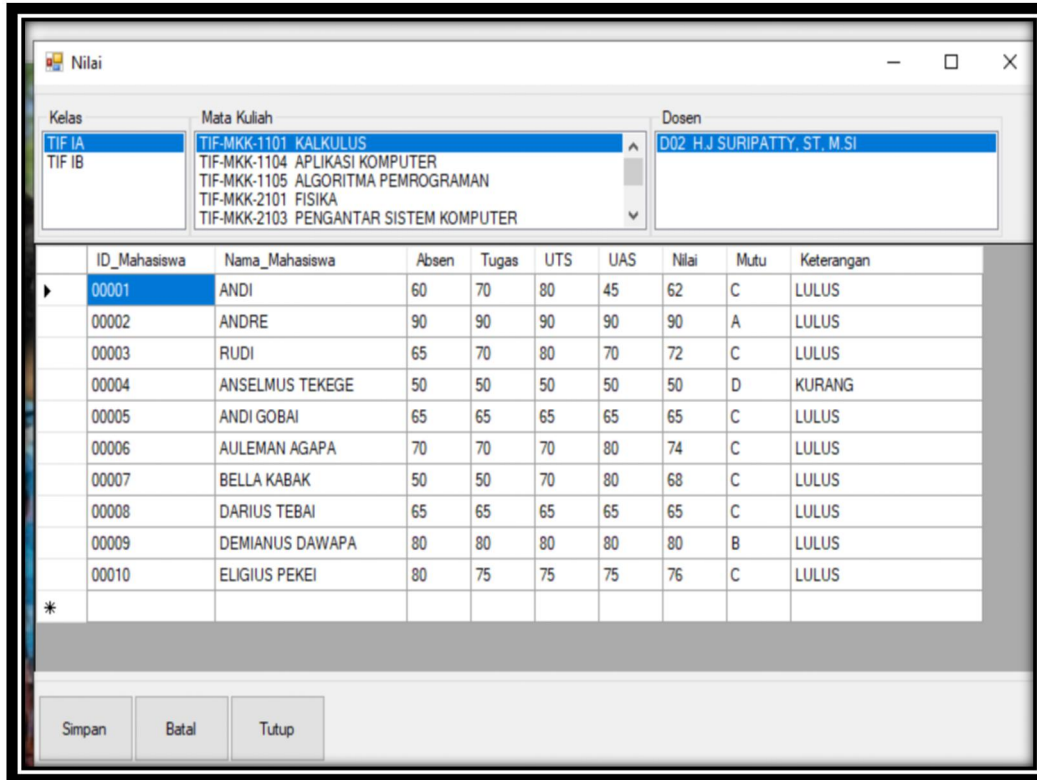 Nilai
Kelas Mata Kuliah Dosen
TIF IA TIF-MKK-1101 KALKULUS D02 H.J SURIPATTY, ST, M.SI
TIF IB TIF-MKK-1104 APLIKASI KOMPUTER
TIF-MKK-1105 ALGORITMA PEMROGRAMAN
TIF-MKK-2101 FISIKA
TIF-MKK-2103 PENGANTAR SISTEM KOMPUTER
ID_Mahasiswa Nama_Mahasiswa Absen Tugas UTS UAS Nilai Mutu Keterangan
00001 ANDI 60 70 80 45 62 C LULUS
00002 ANDRE 90 90 90 90 90 A LULUS
00003 RUDI 65 70 80 70 72 C LULUS
00004 ANSELMUS TEKEGE 50 50 50 50 50 D KURANG
00005 ANDI GOBAI 65 65 65 65 65 C LULUS
00006 AULEMAN AGAPA 70 70 70 80 74 C LULUS
00007 BELLA KABAK 50 50 70 80 68 C LULUS
00008 DARIUS TEBAI 65 65 65 65 65 C LULUS
00009 DEMIANUS DAWAPA 80 80 80 80 80 B LULUS
00010 ELIGIUS PEKEI 80 75 75 75 76 C LULUS
Simpan Batal Tutup